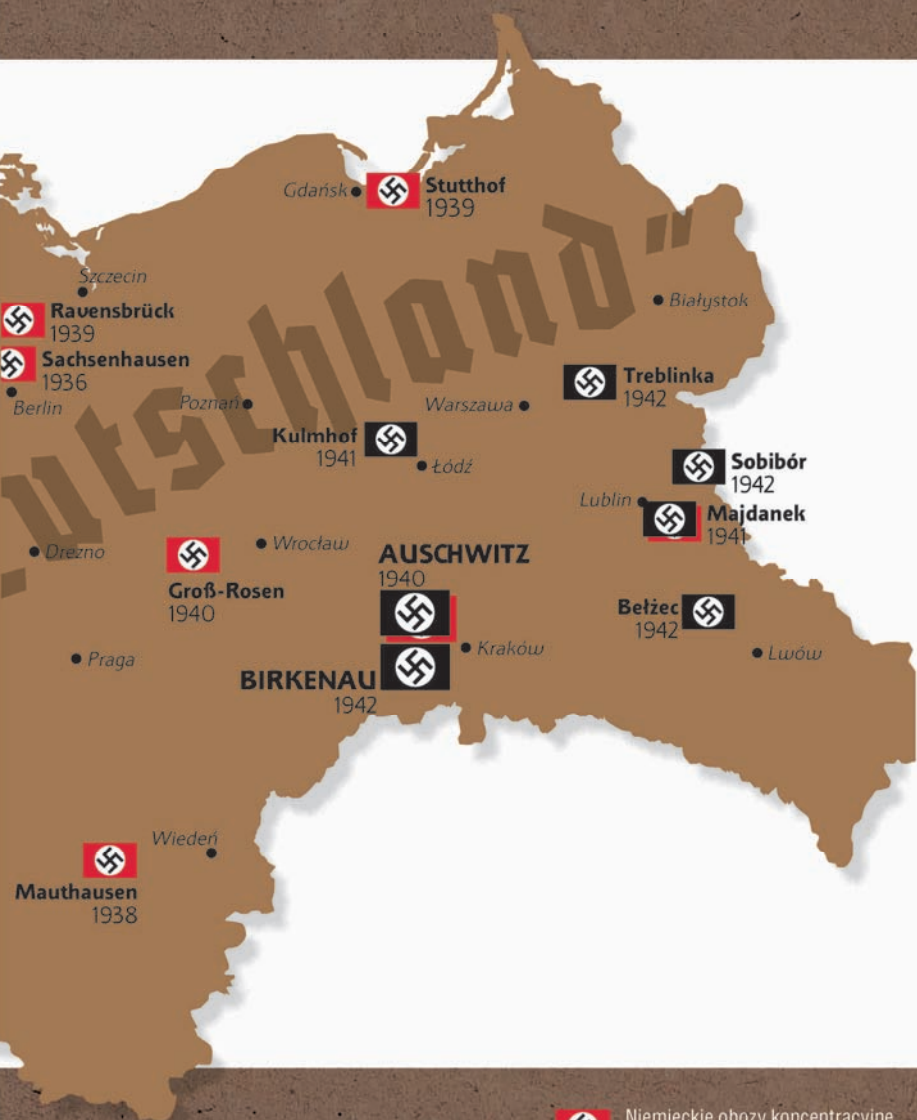 Gdańsk
Stutthof
1939
Szczecin
Ravensbrück
1939
Sachsenhausen
1936
Berlin
utschland”
Białystok
Poznań
Warszawa
Treblinka
1942
Kulmhof
1941
Łódź
Sobibór
1942
Lublin
Majdanek
1941
Drezno
Wrocław
Groß-Rosen
1940
AUSCHWITZ
1940
Kraków
BIRKENAU
1942
Bełżec
1942
Lwów
Praga
Wiedeń
Mauthausen
1938
Niemieckie obozy koncentracyjne